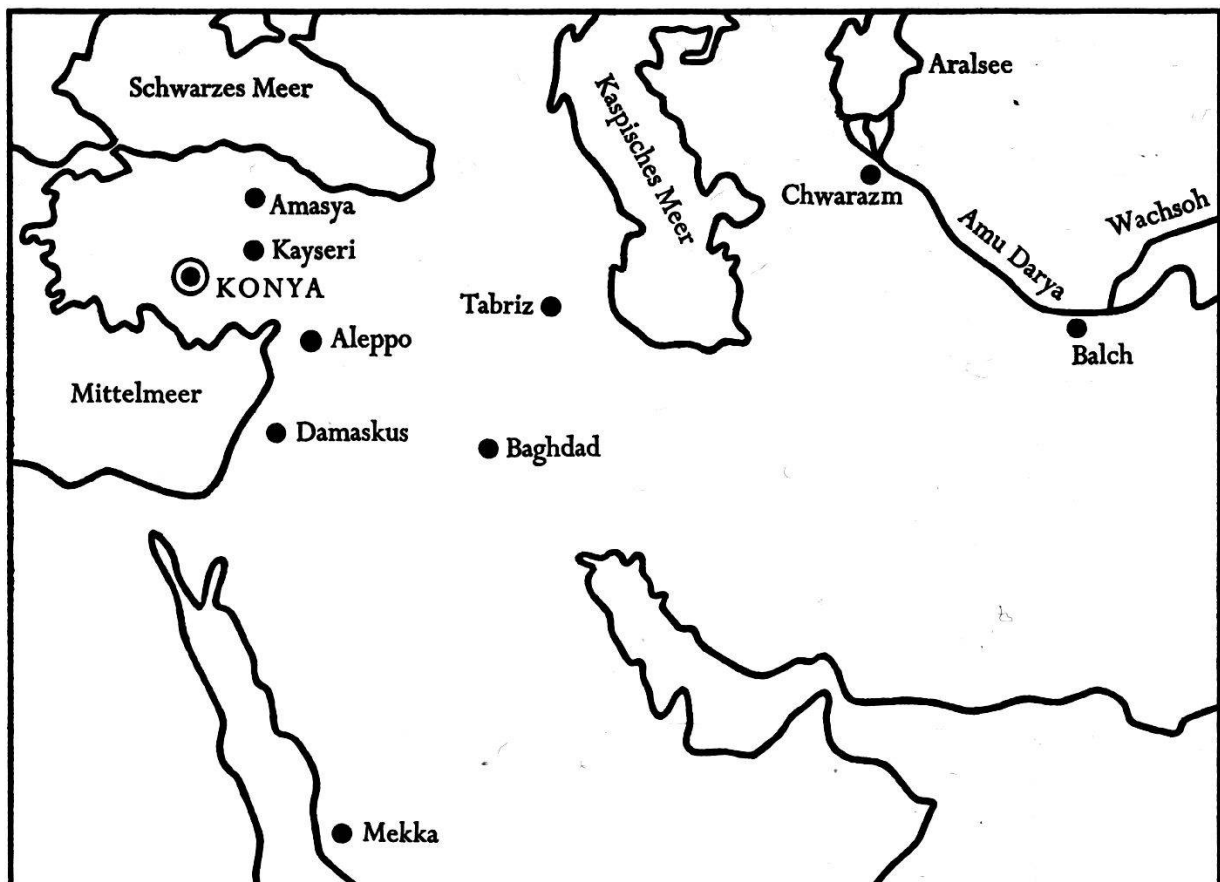 Schwarzes Meer
Aralsee
Kaspisches Meer
Chwarazm
Wachsoh
Amu Darya
Amasya
Kayseri
KONYA
Tabriz
Aleppo
Balch
Mittelmeer
Damaskus
Baghdad
Mekka